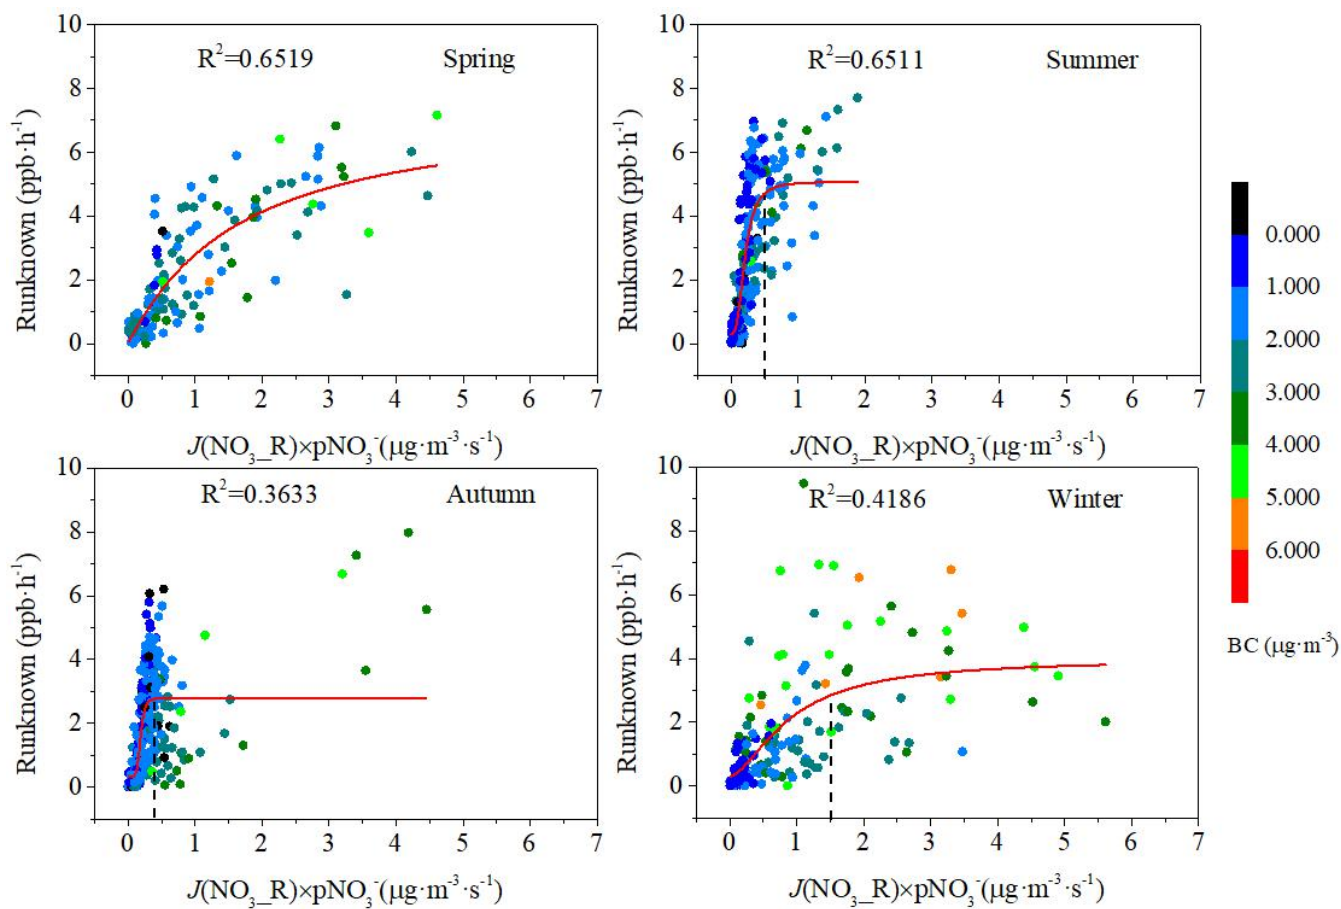 R²=0.6519 Spring
10
8
6
4
2
0
Runknown (ppb·h⁻¹)
0 1 2 3 4 5 6 7
J(NO₃_R)×pNO₃⁻(μg·m⁻³·s⁻¹)
R²=0.6511 Summer
10
8
6
4
2
0
Runknown (ppb·h⁻¹)
0 1 2 3 4 5 6 7
J(NO₃_R)×pNO₃⁻(μg·m⁻³·s⁻¹)
R²=0.3633 Autumn
10
8
6
4
2
0
Runknown (ppb·h⁻¹)
0 1 2 3 4 5 6 7
J(NO₃_R)×pNO₃⁻(μg·m⁻³·s⁻¹)
R²=0.4186 Winter
10
8
6
4
2
0
Runknown (ppb·h⁻¹)
0 1 2 3 4 5 6 7
J(NO₃_R)×pNO₃⁻(μg·m⁻³·s⁻¹)
0.000
1.000
2.000
3.000
4.000
5.000
6.000
BC (μg·m⁻³)